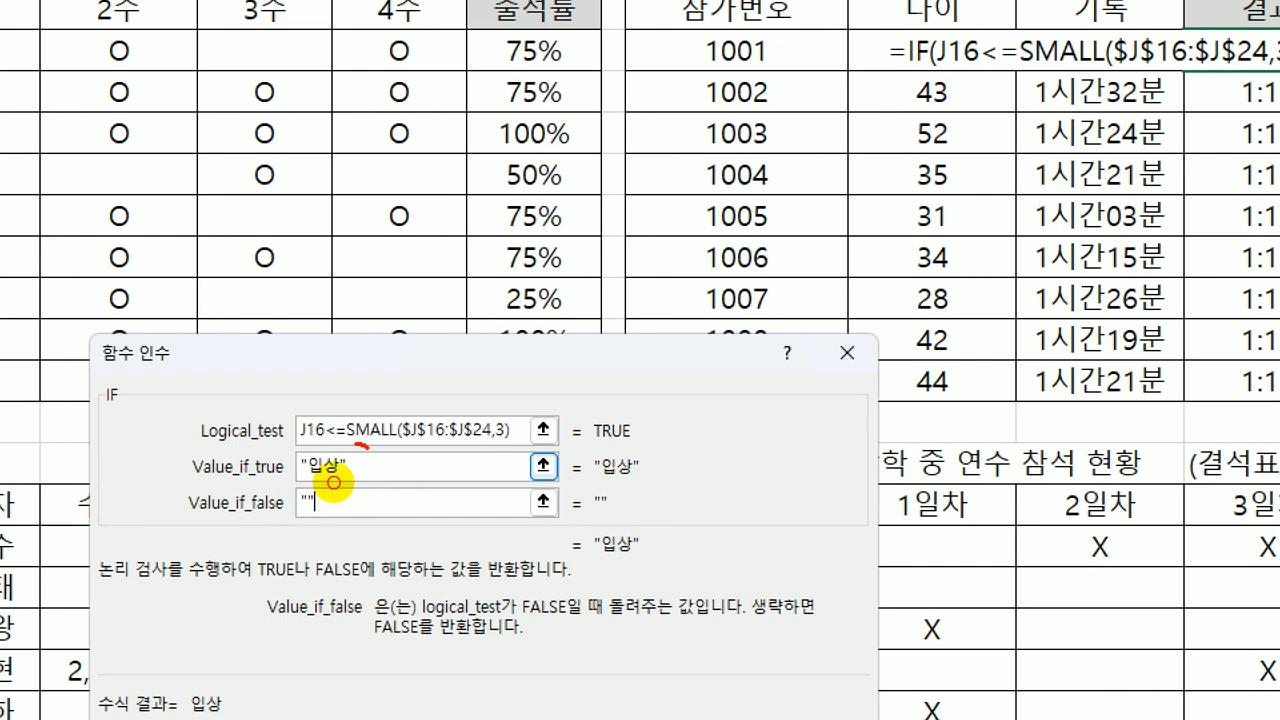 2수 3수 4수 출석률 참가번호 나이 기록
O O 75% 1001 =IF(J16<=SMALL($J$16:$J$24,3
O O O 75% 1002 43 1시간32분 1:1
O O O 100% 1003 52 1시간24분 1:1
O 50% 1004 35 1시간21분 1:1
O O 75% 1005 31 1시간03분 1:1
O O 75% 1006 34 1시간15분 1:1
O 25% 1007 28 1시간26분 1:1
42 1시간19분 1:1
44 1시간21분 1:1
함수 인수 ?
IF
Logical_test J16<=SMALL($J$16:$J$24,3) = TRUE
Value_if_true "입상" = "입상"
Value_if_false "" = ""
= "입상"
논리 검사를 수행하여 TRUE나 FALSE에 해당하는 값을 반환합니다.
Value_if_false 은(는) logical_test가 FALSE일 때 돌려주는 값입니다. 생략하면
FALSE를 반환합니다.
수식 결과= 입상
학 중 연수 참석 현황 (결석표
차 1일차 2일차 3일
수 X X
태
왕 X
현 2, X
하 X